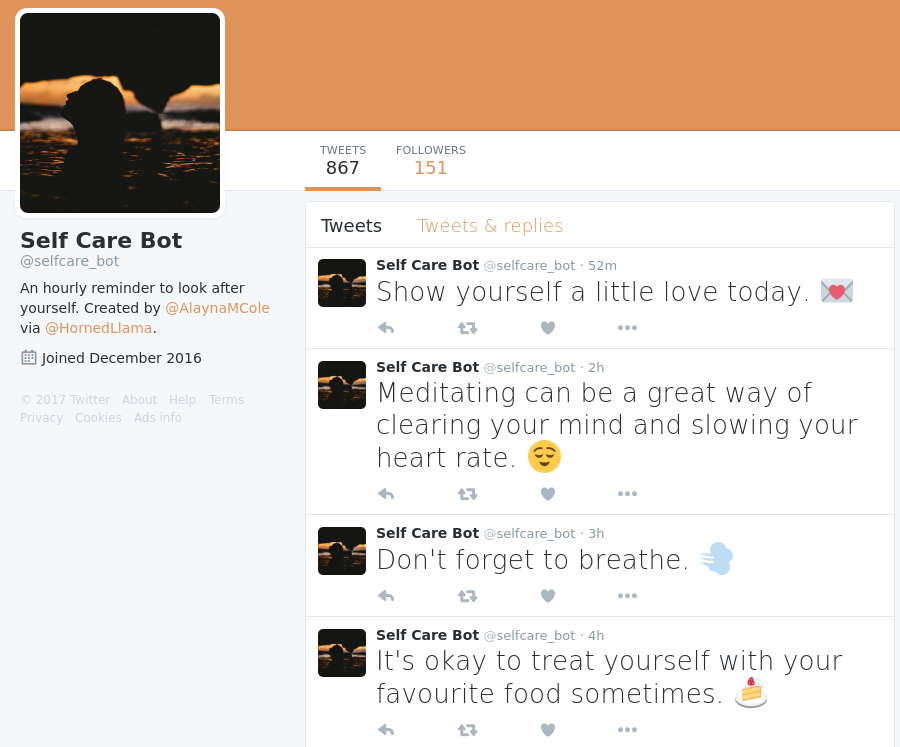 TWEETS
867
FOLLOWERS
151
Self Care Bot
@selfcare_bot
An hourly reminder to look after
yourself. Created by @AlaynaMCole
via @HornedLlama.
Joined December 2016
© 2017 Twitter About Help Terms
Privacy Cookies Ads info
Tweets Tweets & replies
Self Care Bot @selfcare_bot · 52m
Show yourself a little love today. 💌
Self Care Bot @selfcare_bot · 2h
Meditating can be a great way of
clearing your mind and slowing your
heart rate. 😌
Self Care Bot @selfcare_bot · 3h
Don't forget to breathe. 💨
Self Care Bot @selfcare_bot · 4h
It's okay to treat yourself with your
favourite food sometimes. 🍰